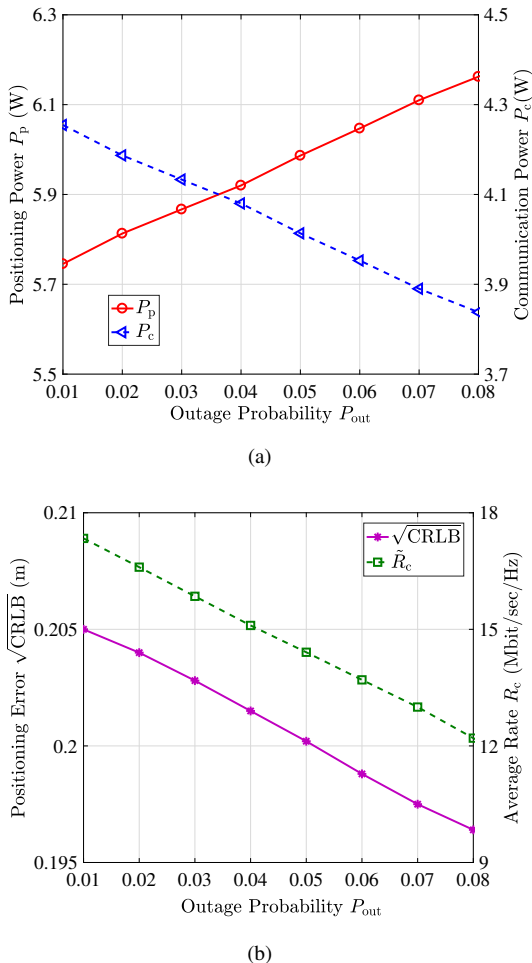 6.3
6.1
5.9
5.7
5.5
Positioning Power P_p (W)
4.5
4.3
4.1
3.9
3.7
Communication Power P_c(W)
P_p
P_c
0.01 0.02 0.03 0.04 0.05 0.06 0.07 0.08
Outage Probability P_out
(a)
0.21
0.205
0.2
0.195
Positioning Error √CRLB (m)
18
15
12
9
Average Rate R_c (Mbit/sec/Hz)
√CRLB
R̃_c
0.01 0.02 0.03 0.04 0.05 0.06 0.07 0.08
Outage Probability P_out
(b)